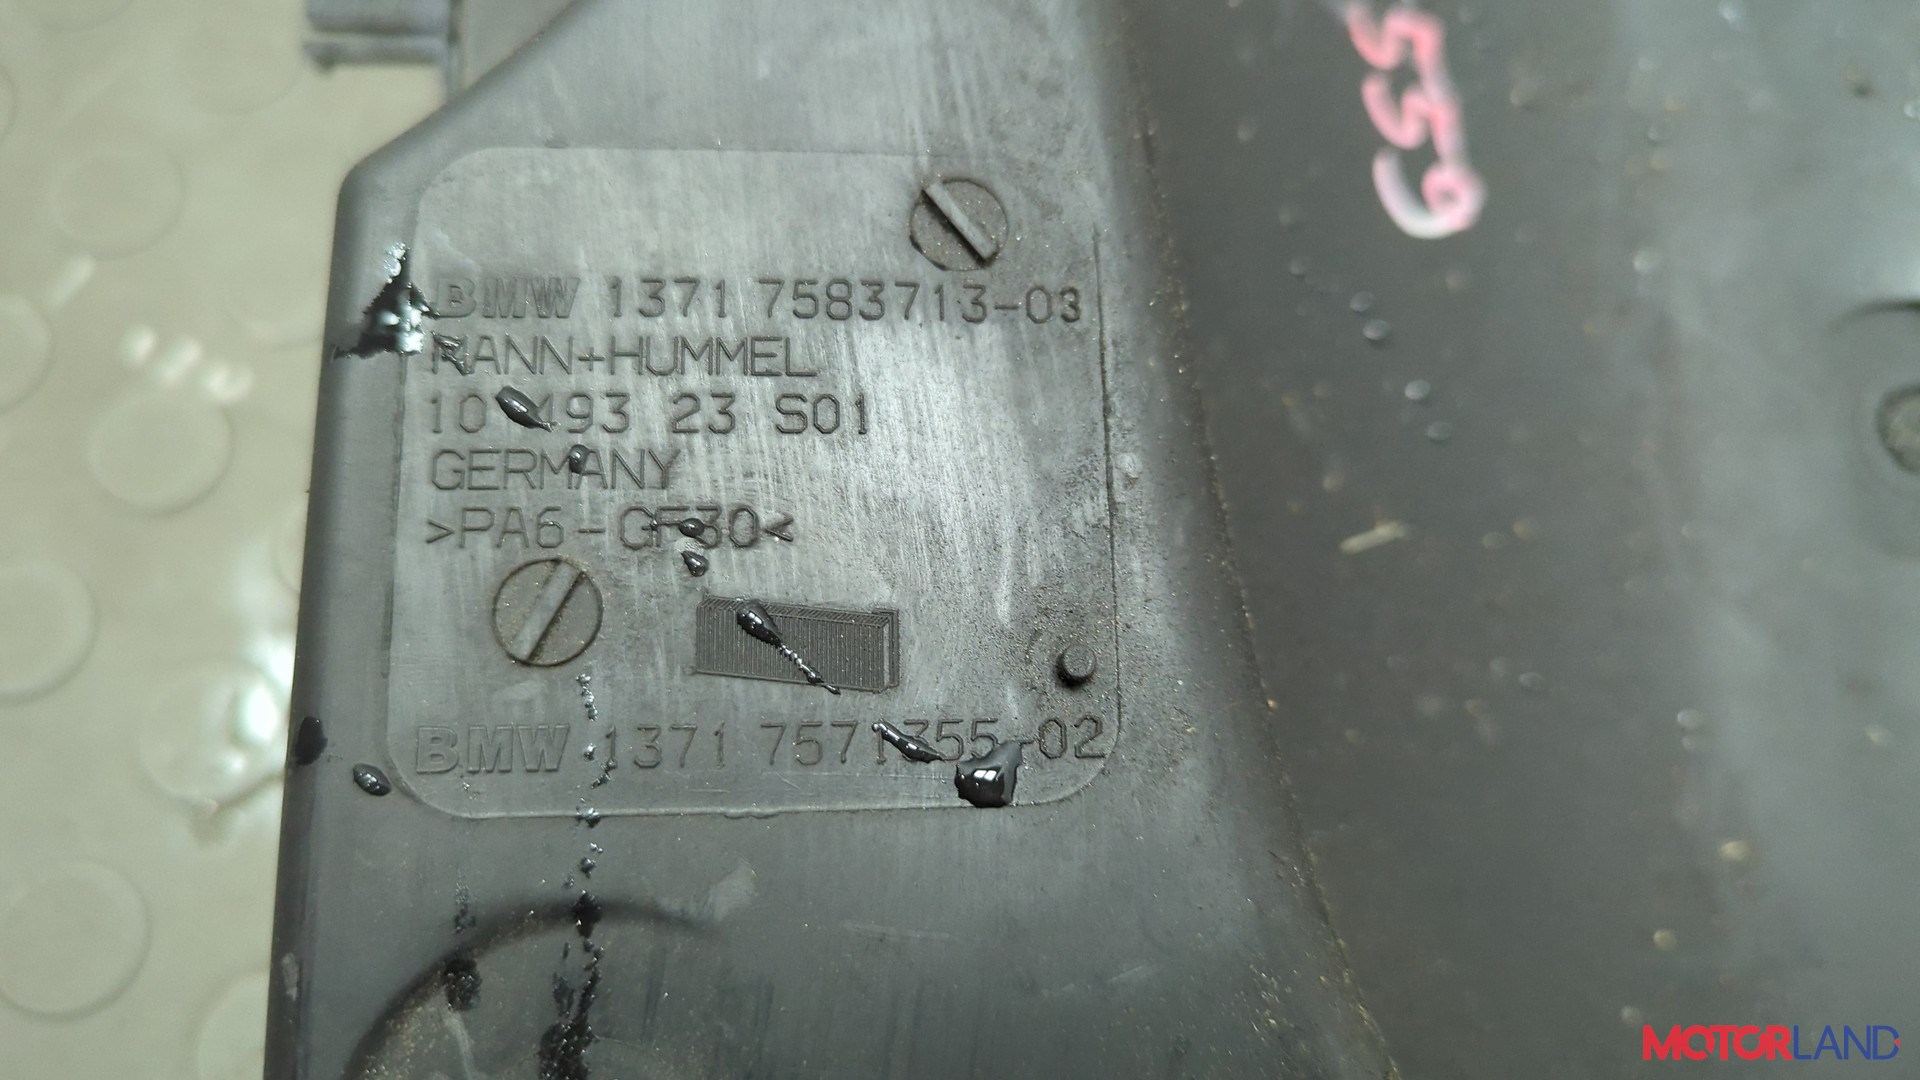 BMW 1371 7583713-03
MANN+HUMMEL
10 493 23 S01
GERMANY
>PA6-GF30<
BMW 1371 7571355-02
MOTORLAND